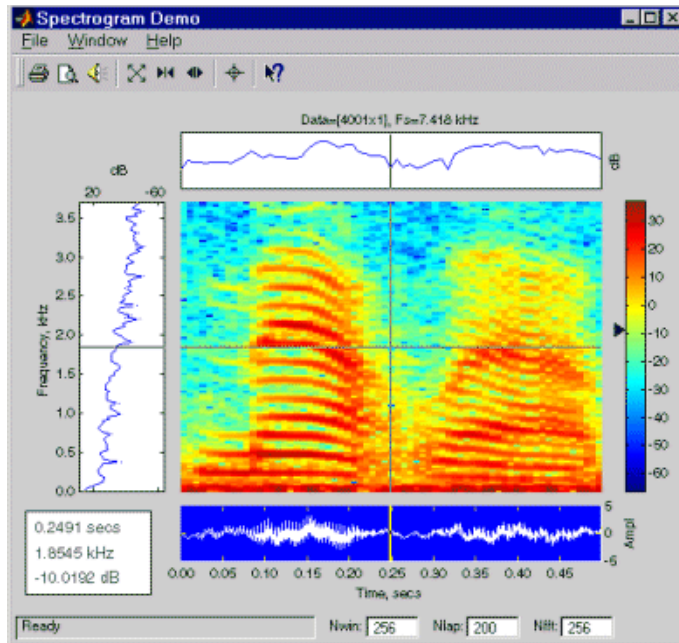 Spectrogram Demo
File Window Help
Data=[4001x1], Fs=7.418 kHz
dB
20 -60
dB
3.5
3.0
2.5
2.0
1.5
1.0
0.5
0.0
Frequency, kHz
30
20
10
0
-10
-20
-30
-40
-50
-60
0.2491 secs
1.8545 kHz
-10.0192 dB
5
0
-5
Ampl
0.00 0.05 0.10 0.15 0.20 0.25 0.30 0.35 0.40 0.45
Time, secs
Ready
Nwin: 256 Nlap: 200 Nfft: 256